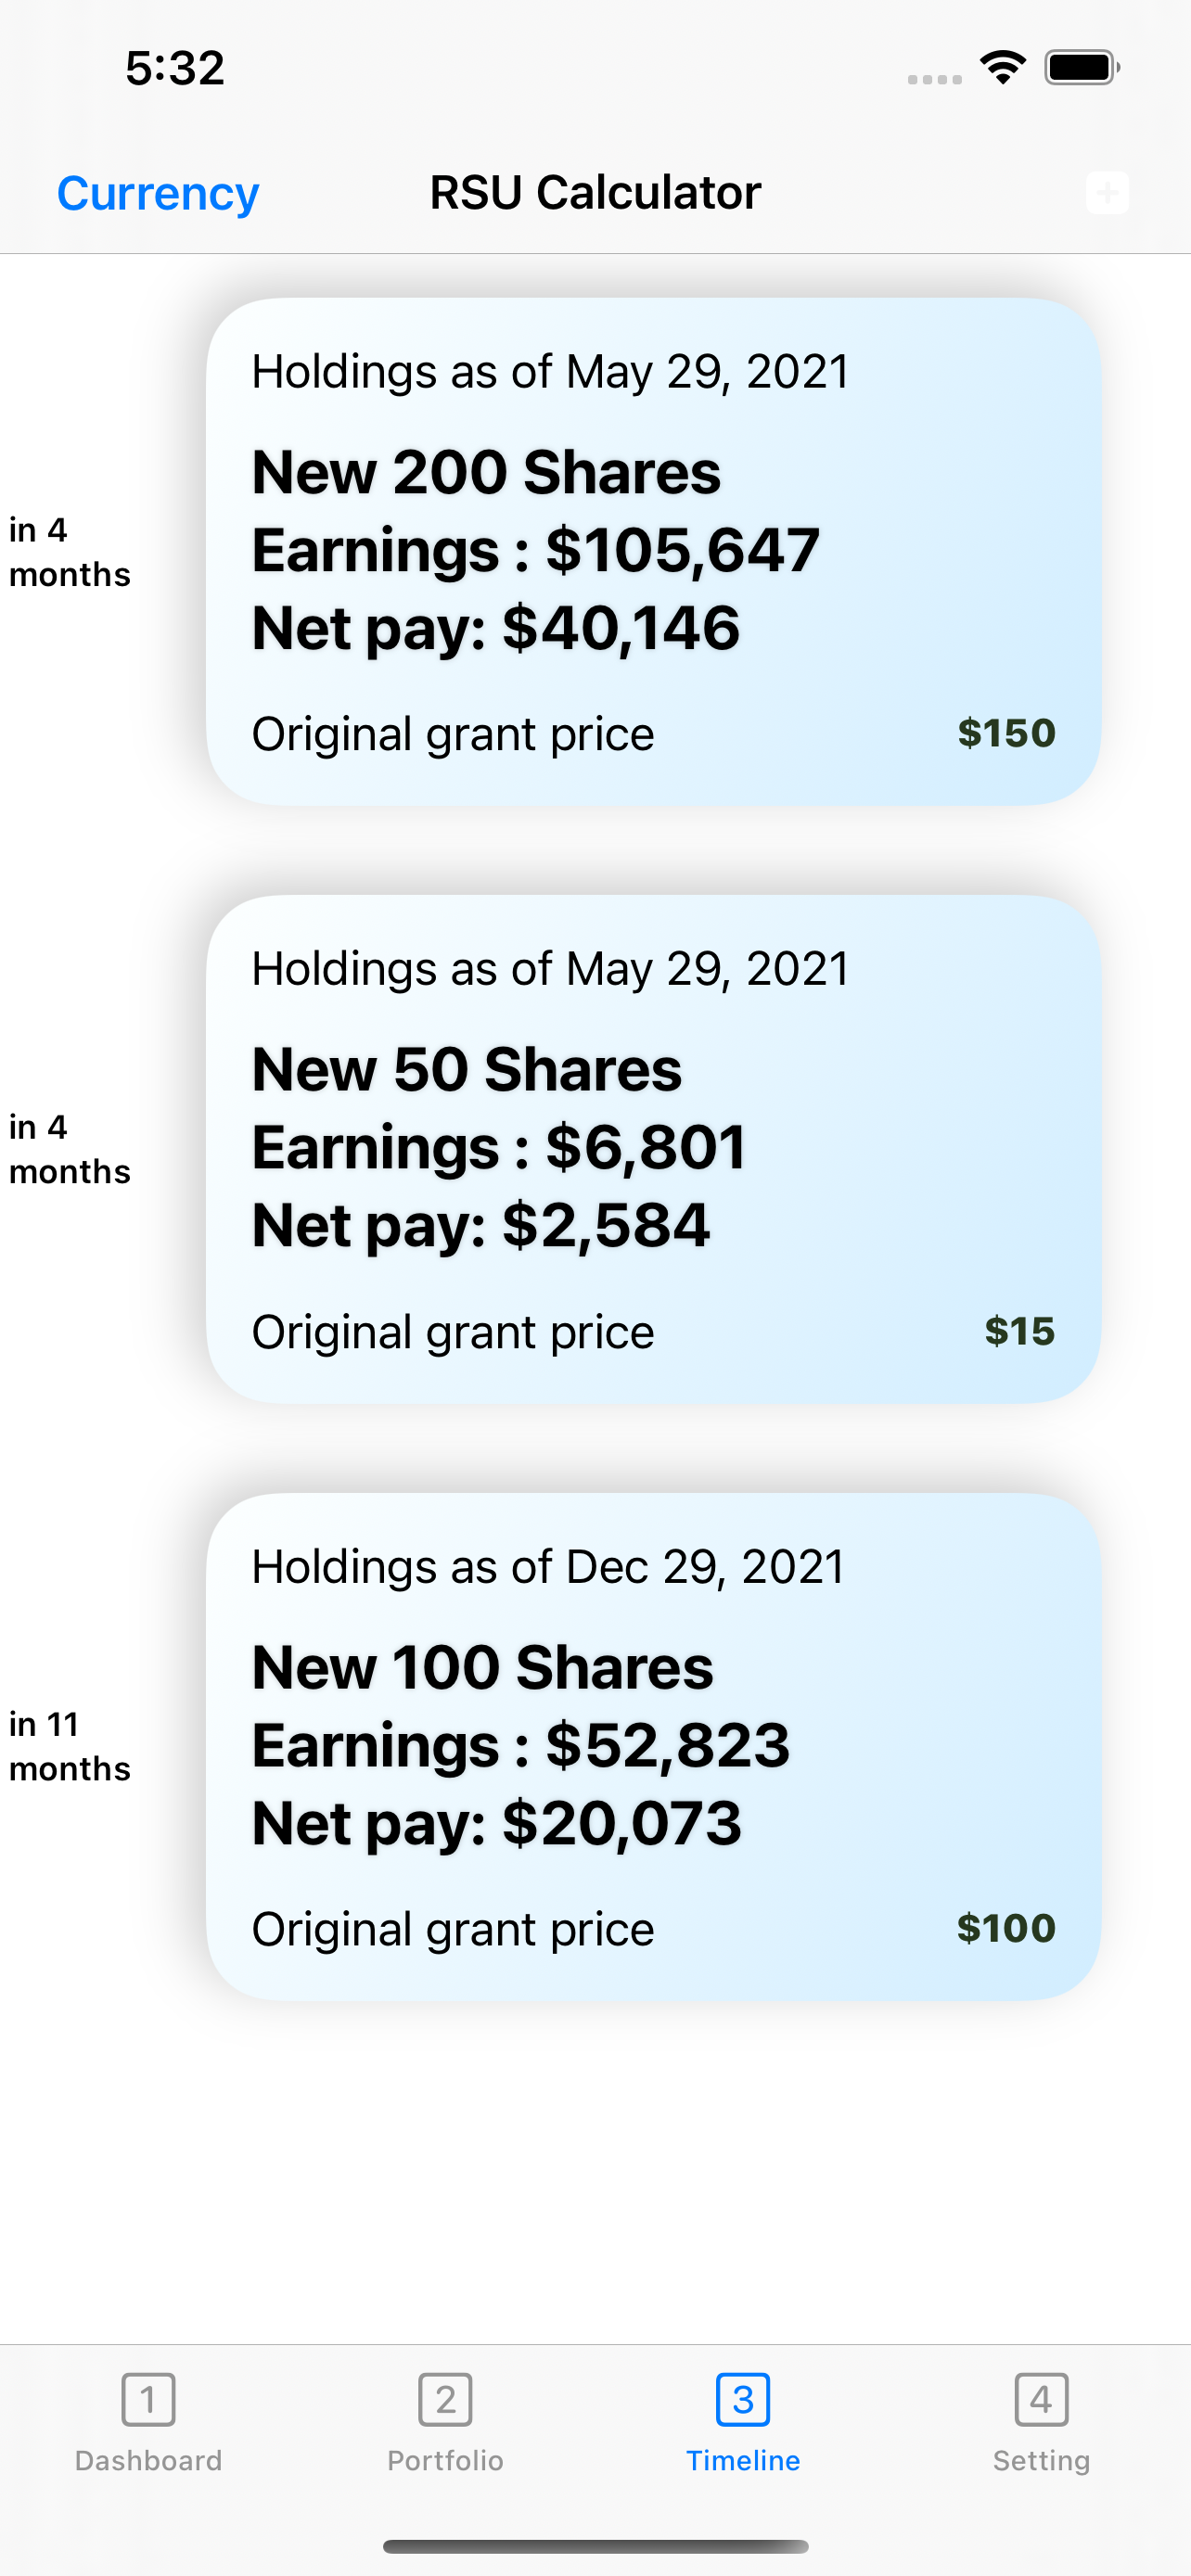 5:32
Currency RSU Calculator
Holdings as of May 29, 2021
New 200 Shares
Earnings : $105,647
Net pay: $40,146
Original grant price $150
in 4
months
Holdings as of May 29, 2021
New 50 Shares
Earnings : $6,801
Net pay: $2,584
Original grant price $15
in 4
months
Holdings as of Dec 29, 2021
New 100 Shares
Earnings : $52,823
Net pay: $20,073
Original grant price $100
in 11
months
1 2 3 4
Dashboard Portfolio Timeline Setting